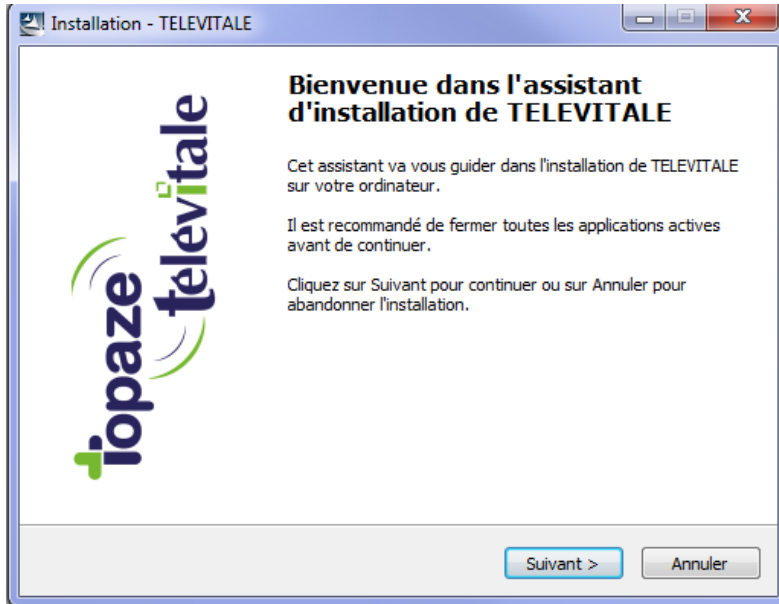 Installation - TELEVITALE
topaze
télévitale
Bienvenue dans l'assistant
d'installation de TELEVITALE
Cet assistant va vous guider dans l'installation de TELEVITALE
sur votre ordinateur.
Il est recommandé de fermer toutes les applications actives
avant de continuer.
Cliquez sur Suivant pour continuer ou sur Annuler pour
abandonner l'installation.
Suivant >
Annuler